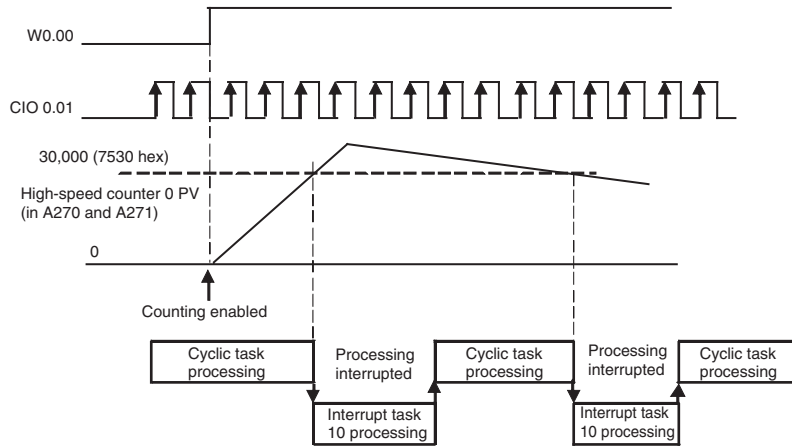 W0.00
CIO 0.01
30,000 (7530 hex)
High-speed counter 0 PV
(in A270 and A271)
0
Counting enabled
Cyclic task
processing
Processing
interrupted
Cyclic task
processing
Processing
interrupted
Cyclic task
processing
Interrupt task
10 processing
Interrupt task
10 processing